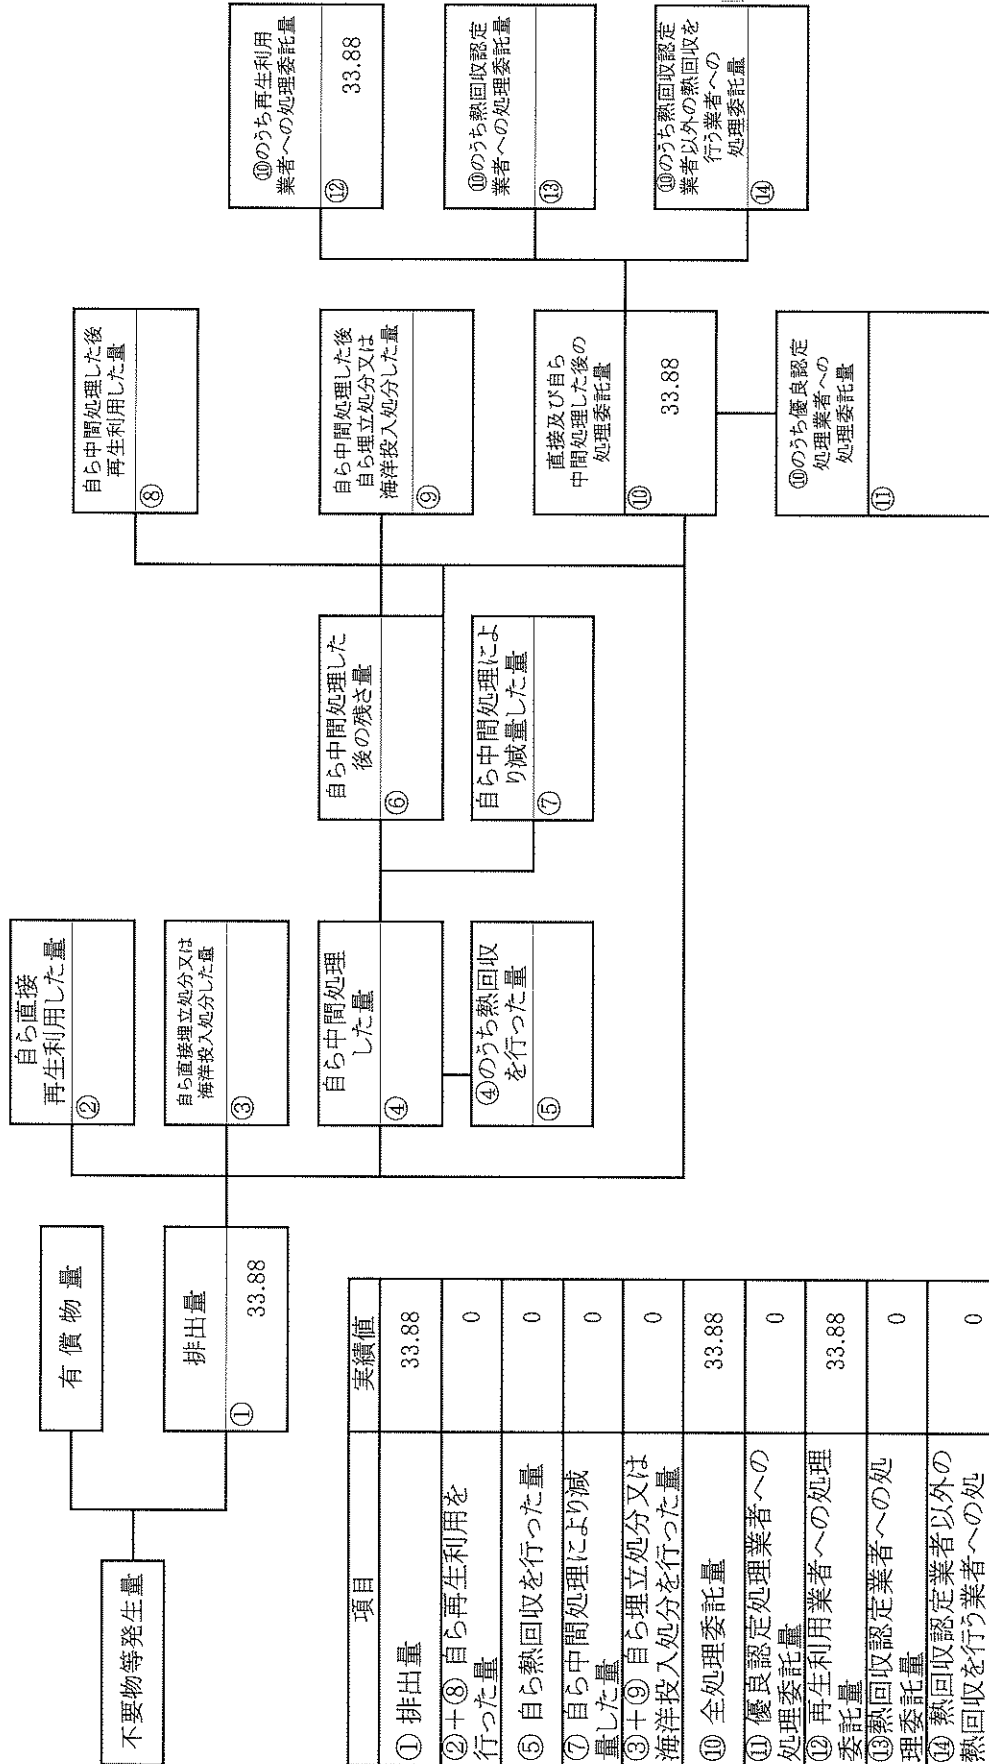 不要物等発生量
有償物量
排出量
①
33.88
自ら直接
再生利用した量
②
自ら直接埋立処分又は
海洋投入処分した量
③
自ら中間処理
した量
④
④のうち熱回収
を行った量
⑤
自ら中間処理した
後の残さ量
⑥
自ら中間処理によ
り減量した量
⑦
自ら中間処理した後
再生利用した量
⑧
自ら中間処理した後
自ら埋立処分又は
海洋投入処分した量
⑨
直接及び自ら
中間処理した後の
処理委託量
⑩
33.88
⑩のうち優良認定
処理業者への
処理委託量
⑪
⑩のうち再生利用
業者への処理委託量
⑫
33.88
⑩のうち熱回収認定
業者への処理委託量
⑬
⑩のうち熱回収認定
業者以外の熱回収を
行う業者への
処理委託量
⑭
項目 実績値
① 排出量 33.88
②+⑧ 自ら再生利用を
行った量 0
⑤ 自ら熱回収を行った量 0
⑦ 自ら中間処理により減
量した量 0
③+⑨ 自ら埋立処分又は
海洋投入処分を行った量 0
⑩ 全処理委託量 33.88
⑪ 優良認定処理業者への
処理委託量 0
⑫ 再生利用業者への処理
委託量 33.88
⑬熱回収認定業者への処
理委託量 0
⑭ 熱回収認定業者以外の
熱回収を行う業者への処 0